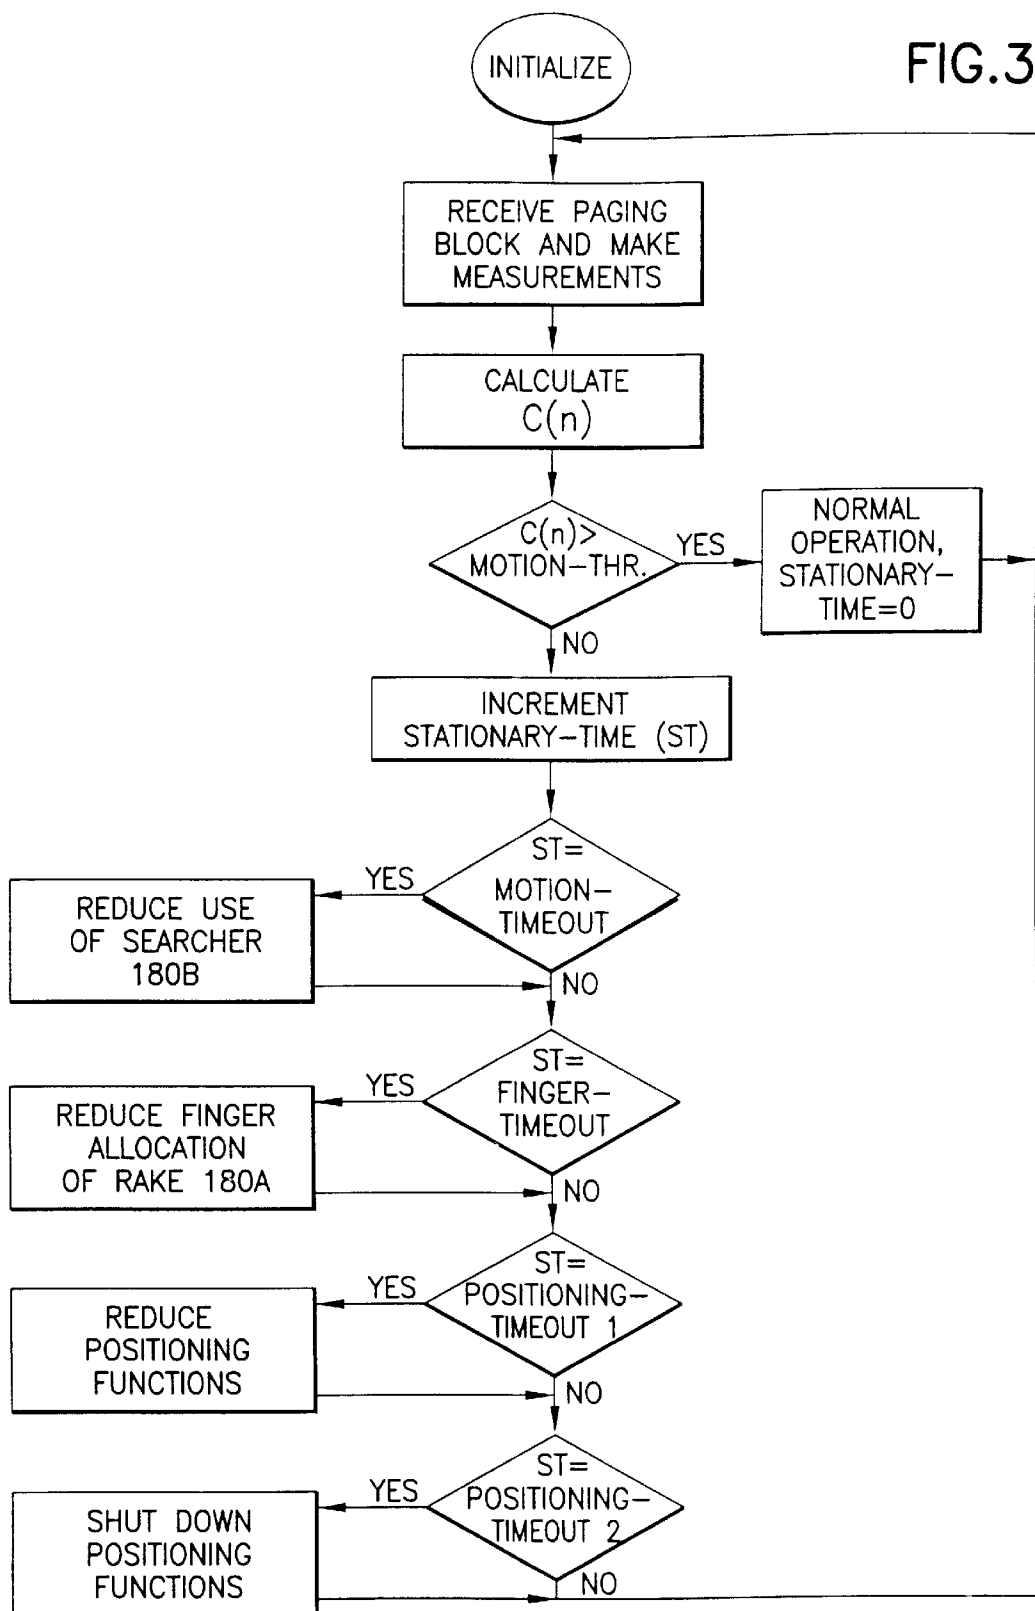 INITIALIZE
FIG.3
RECEIVE PAGING
BLOCK AND MAKE
MEASUREMENTS
CALCULATE
C(n)
C(n)>
MOTION-THR.
YES
NORMAL
OPERATION,
STATIONARY-
TIME=0
NO
INCREMENT
STATIONARY-TIME (ST)
ST=
MOTION-
TIMEOUT
YES
REDUCE USE
OF SEARCHER
180B
NO
ST=
FINGER-
TIMEOUT
YES
REDUCE FINGER
ALLOCATION
OF RAKE 180A
NO
ST=
POSITIONING-
TIMEOUT 1
YES
REDUCE
POSITIONING
FUNCTIONS
NO
ST=
POSITIONING-
TIMEOUT 2
YES
SHUT DOWN
POSITIONING
FUNCTIONS
NO